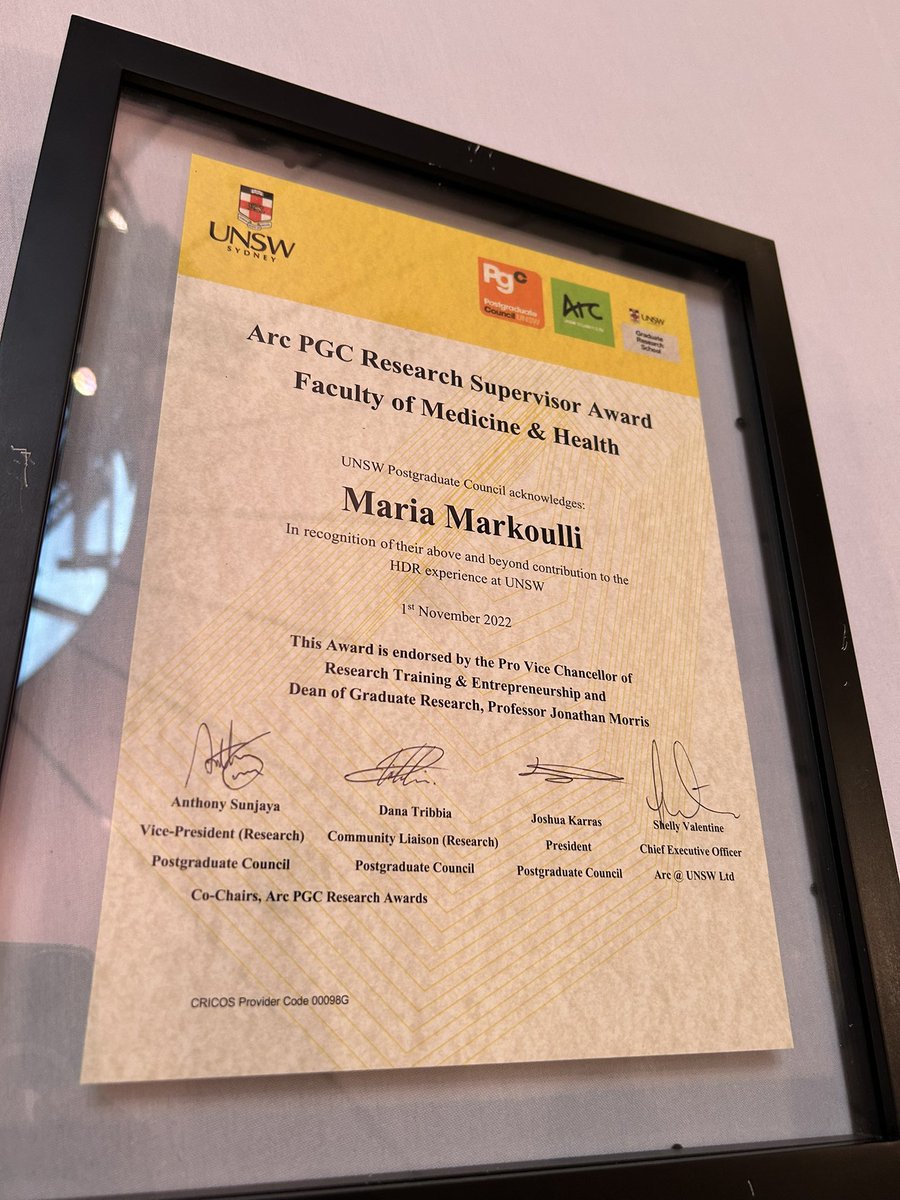 UNSW
SYDNEY
Pgc
Postgraduate
Council UNSW
Arc
UNSW
Graduate
Research
School
Arc PGC Research Supervisor Award
Faculty of Medicine & Health
UNSW Postgraduate Council acknowledges:
Maria Markoulli
In recognition of their above and beyond contribution to the
HDR experience at UNSW
1st November 2022
This Award is endorsed by the Pro Vice Chancellor of
Research Training & Entrepreneurship and
Dean of Graduate Research, Professor Jonathan Morris
Anthony Sunjaya
Vice-President (Research)
Postgraduate Council
Dana Tribbia
Community Liaison (Research)
Postgraduate Council
Joshua Karras
President
Postgraduate Council
Shelly Valentine
Chief Executive Officer
Arc @ UNSW Ltd
Co-Chairs, Arc PGC Research Awards
CRICOS Provider Code 00098G